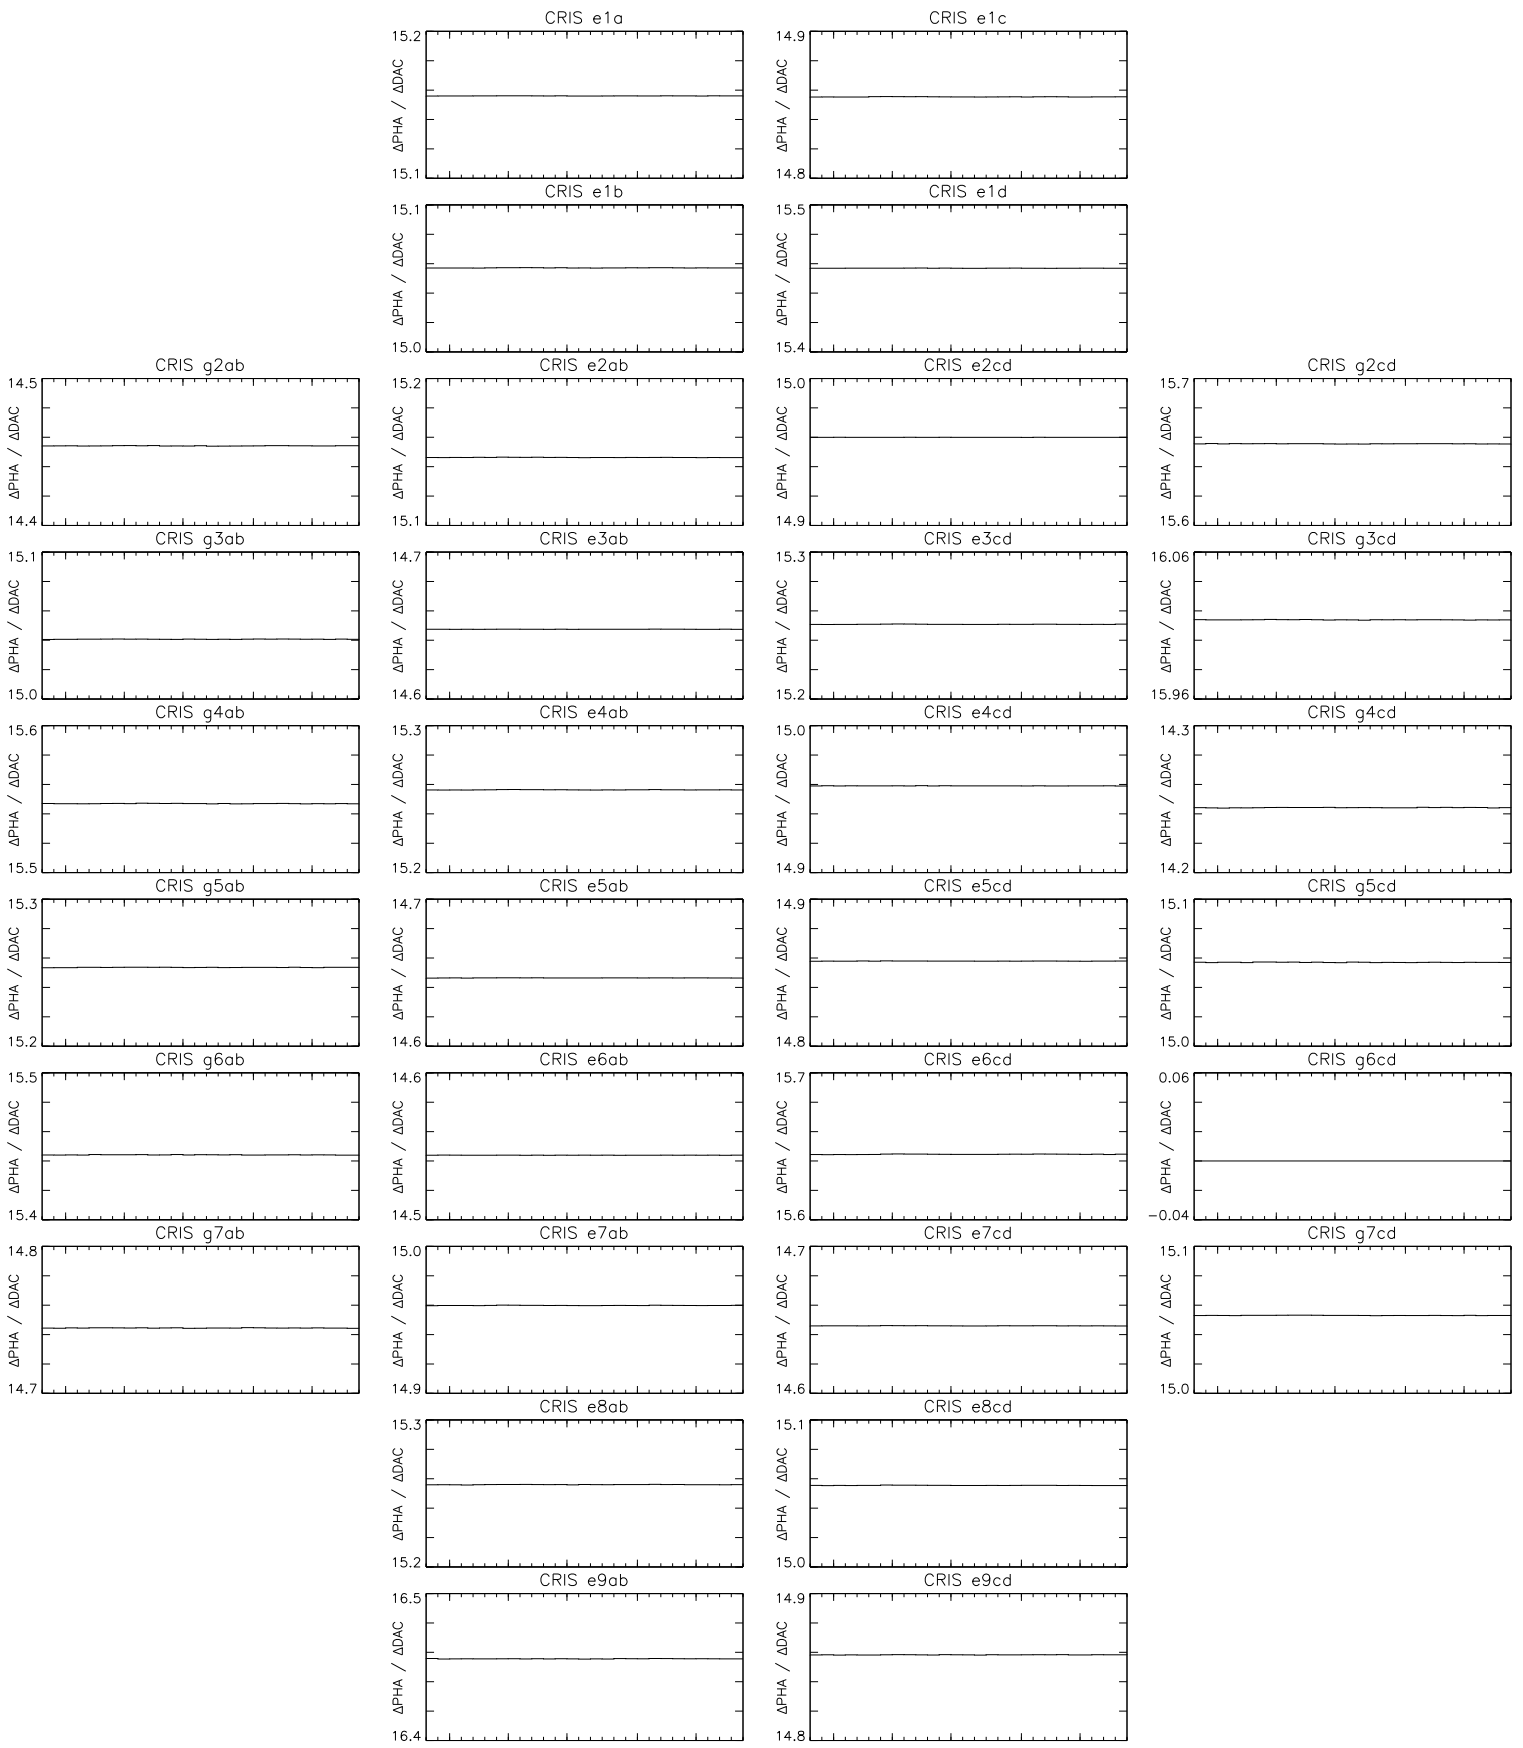 CRIS e1a
15.2
ΔPHA / ΔDAC
15.1
CRIS e1c
14.9
ΔPHA / ΔDAC
14.8
CRIS e1b
15.1
ΔPHA / ΔDAC
15.0
CRIS e1d
15.5
ΔPHA / ΔDAC
15.4
CRIS g2ab
14.5
ΔPHA / ΔDAC
14.4
CRIS e2ab
15.2
ΔPHA / ΔDAC
15.1
CRIS e2cd
15.0
ΔPHA / ΔDAC
14.9
CRIS g2cd
15.7
ΔPHA / ΔDAC
15.6
CRIS g3ab
15.1
ΔPHA / ΔDAC
15.0
CRIS e3ab
14.7
ΔPHA / ΔDAC
14.6
CRIS e3cd
15.3
ΔPHA / ΔDAC
15.2
CRIS g3cd
16.06
ΔPHA / ΔDAC
15.96
CRIS g4ab
15.6
ΔPHA / ΔDAC
15.5
CRIS e4ab
15.3
ΔPHA / ΔDAC
15.2
CRIS e4cd
15.0
ΔPHA / ΔDAC
14.9
CRIS g4cd
14.3
ΔPHA / ΔDAC
14.2
CRIS g5ab
15.3
ΔPHA / ΔDAC
15.2
CRIS e5ab
14.7
ΔPHA / ΔDAC
14.6
CRIS e5cd
14.9
ΔPHA / ΔDAC
14.8
CRIS g5cd
15.1
ΔPHA / ΔDAC
15.0
CRIS g6ab
15.5
ΔPHA / ΔDAC
15.4
CRIS e6ab
14.6
ΔPHA / ΔDAC
14.5
CRIS e6cd
15.7
ΔPHA / ΔDAC
15.6
CRIS g6cd
0.06
ΔPHA / ΔDAC
−0.04
CRIS g7ab
14.8
ΔPHA / ΔDAC
14.7
CRIS e7ab
15.0
ΔPHA / ΔDAC
14.9
CRIS e7cd
14.7
ΔPHA / ΔDAC
14.6
CRIS g7cd
15.1
ΔPHA / ΔDAC
15.0
CRIS e8ab
15.3
ΔPHA / ΔDAC
15.2
CRIS e8cd
15.1
ΔPHA / ΔDAC
15.0
CRIS e9ab
16.5
ΔPHA / ΔDAC
16.4
CRIS e9cd
14.9
ΔPHA / ΔDAC
14.8